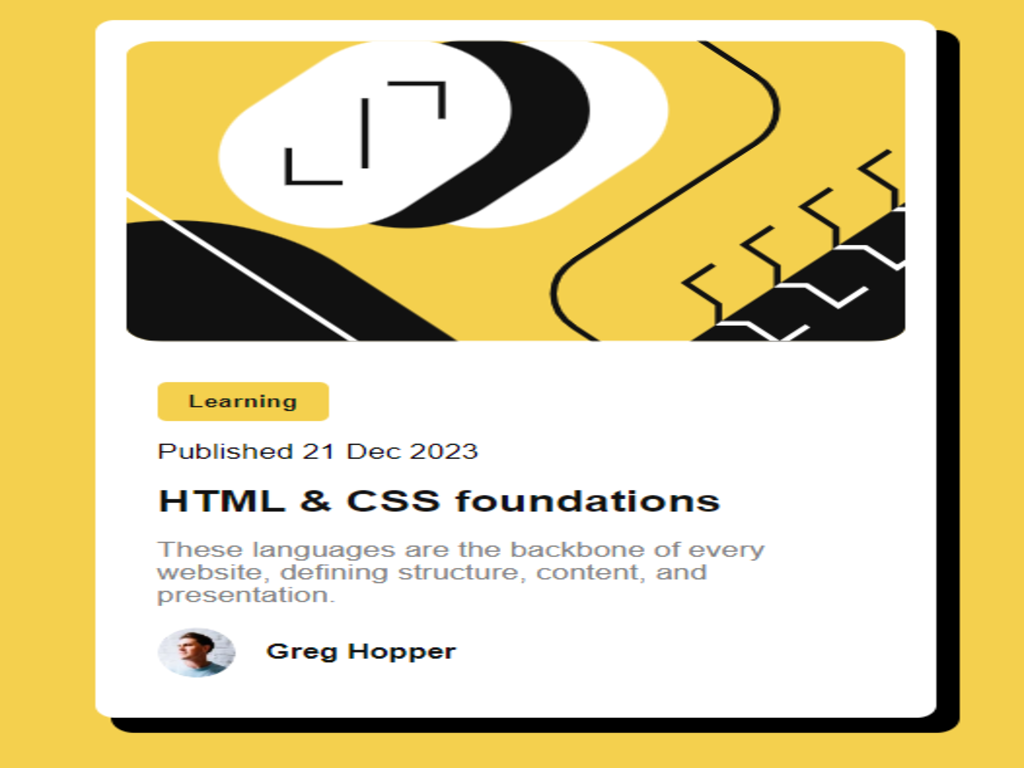 Learning
Published 21 Dec 2023
HTML & CSS foundations
These languages are the backbone of every
website, defining structure, content, and
presentation.
Greg Hopper